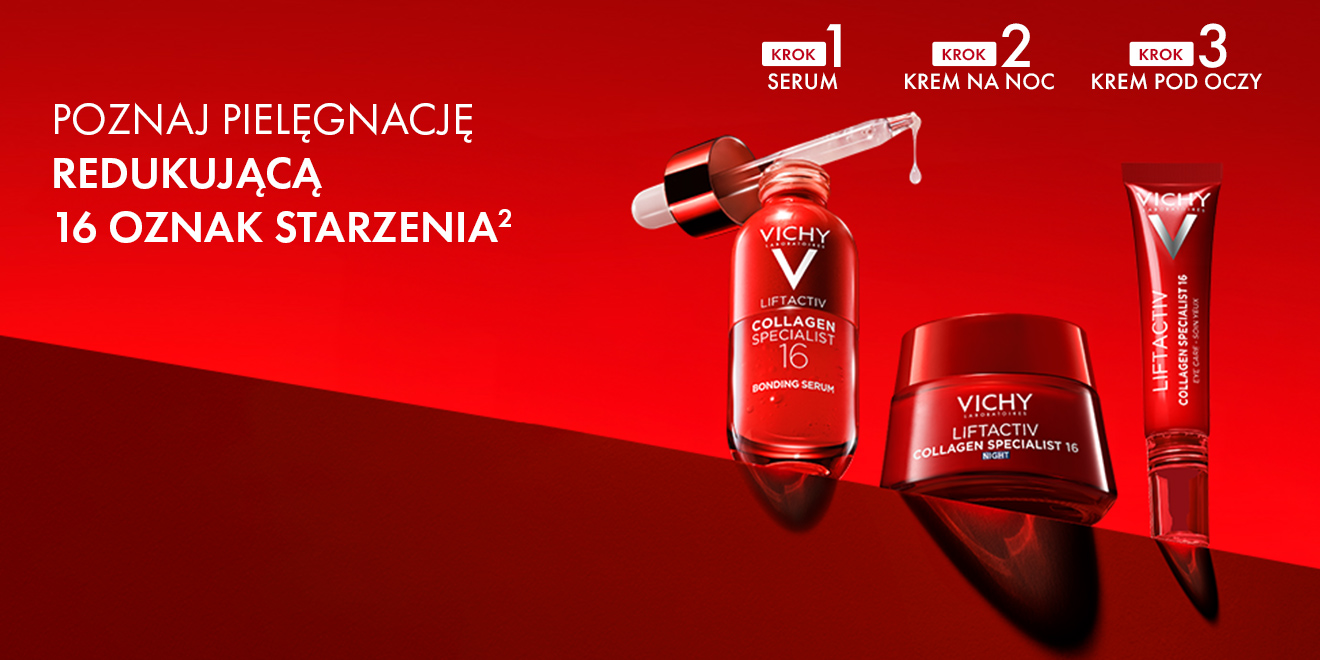 POZNAJ PIELĘGNACJĘ
REDUKUJĄCĄ
16 OZNAK STARZENIA²
KROK 1
SERUM
KROK 2
KREM NA NOC
KROK 3
KREM POD OCZY
VICHY
LABORATOIRES
LIFTACTIV
COLLAGEN
SPECIALIST
16
BONDING SERUM
VICHY
LABORATOIRES
LIFTACTIV
COLLAGEN SPECIALIST 16
NIGHT
VICHY
LABORATOIRES
LIFTACTIV
COLLAGEN SPECIALIST 16
EYE CARE - SOIN YEUX